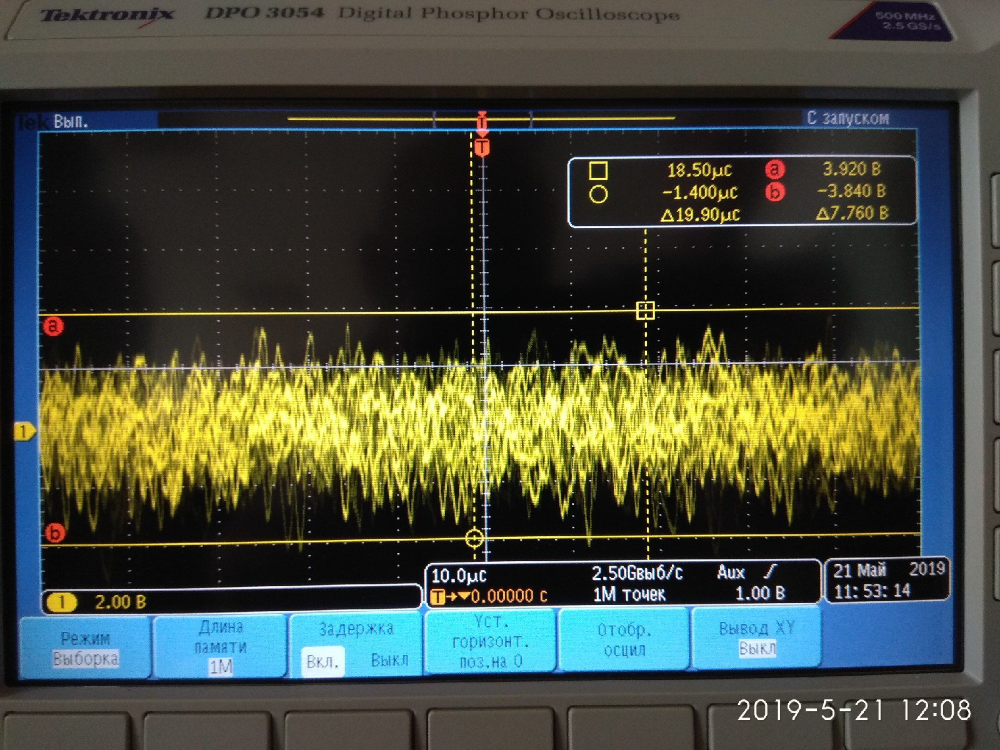 Tektronix DPO 3054 Digital Phosphor Oscilloscope
500 MHz
2.5 GS/s
Tek Вып.
С запуском
T
T
18.50µс a 3.920 В
-1.400µс b -3.840 В
Δ19.90µс Δ7.760 В
a
1
b
10.0µс 2.50Gвыб/с Aux
T→▼0.00000 с 1M точек 1.00 В
21 Май 2019
11:53:14
1 2.00 В
Режим
Выборка
Длина
памяти
1M
Задержка
Вкл. Выкл
Уст.
горизонт.
поз.на 0
Отобр.
осцил
Вывод XY
Выкл
2019-5-21 12:08